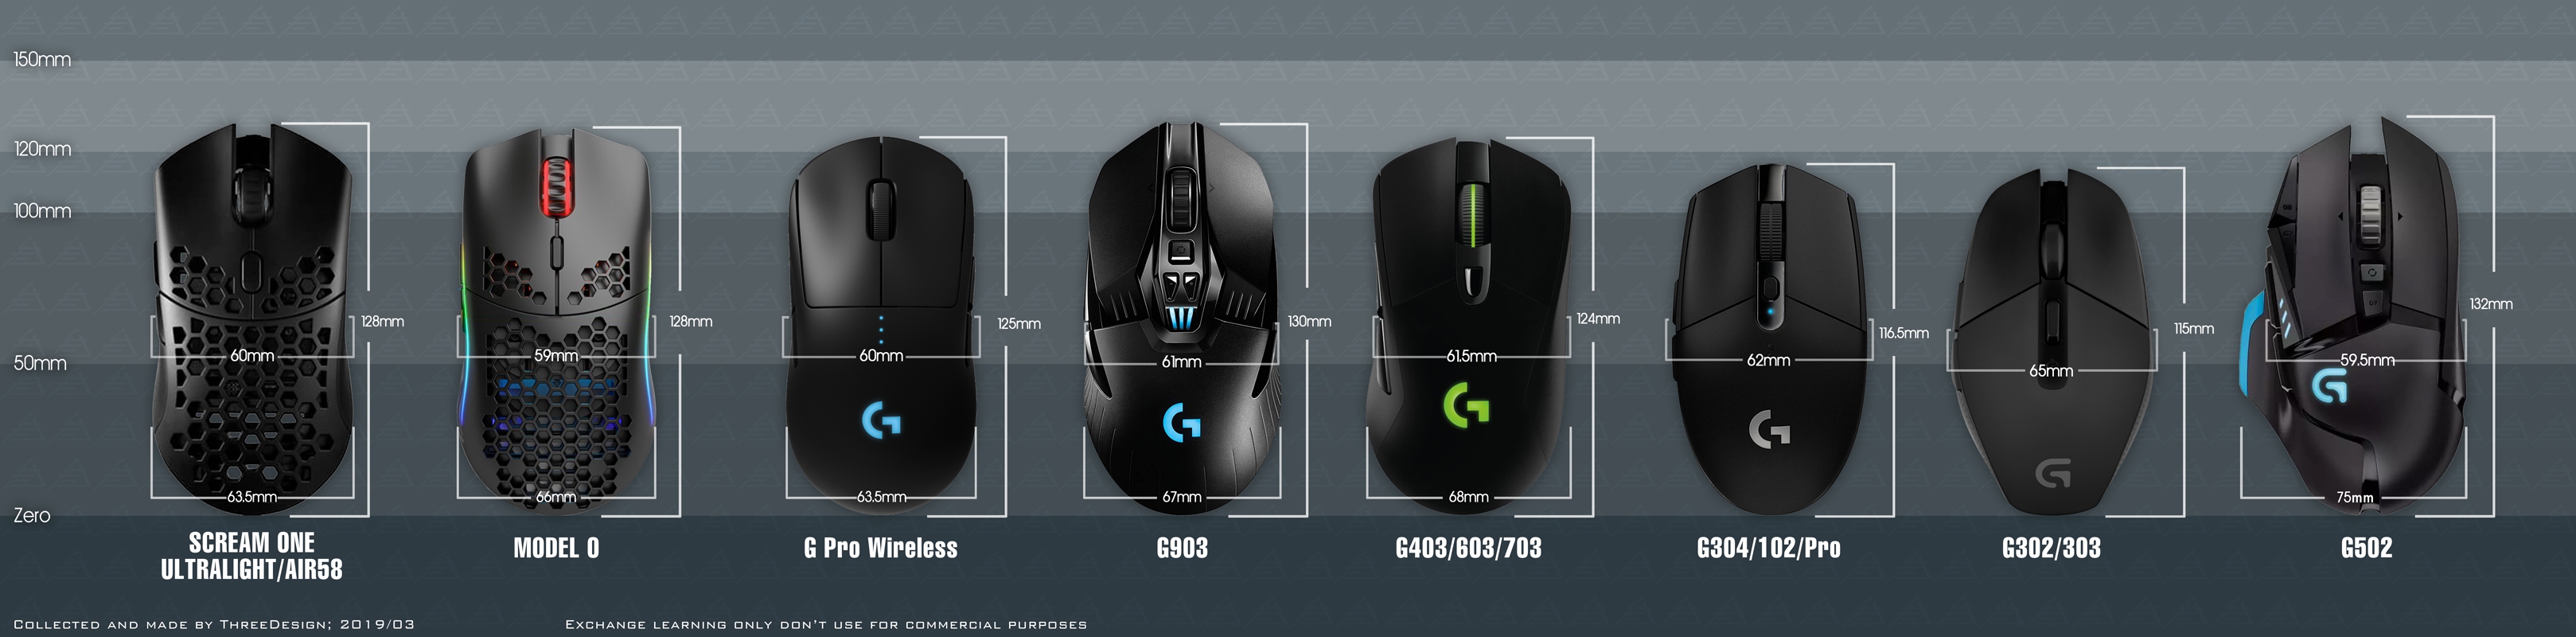 150mm
120mm
100mm
50mm
Zero
128mm
60mm
63.5mm
SCREAM ONE
ULTRALIGHT/AIR58
128mm
59mm
66mm
MODEL O
125mm
60mm
63.5mm
G Pro Wireless
130mm
61mm
67mm
G903
124mm
61.5mm
68mm
G403/603/703
116.5mm
62mm
G304/102/Pro
115mm
65mm
G302/303
132mm
59.5mm
75mm
G502
COLLECTED AND MADE BY THREEDESIGN; 2019/03
EXCHANGE LEARNING ONLY DON'T USE FOR COMMERCIAL PURPOSES